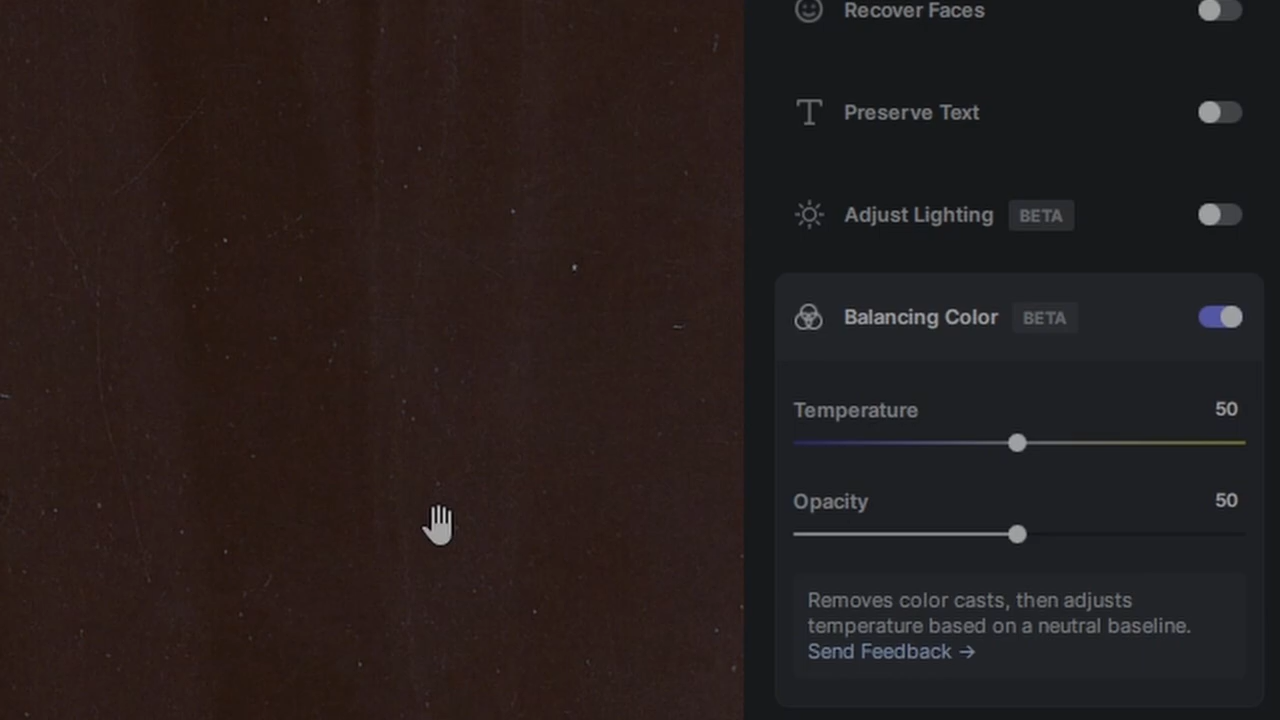 Recover Faces
Preserve Text
Adjust Lighting BETA
Balancing Color BETA
Temperature 50
Opacity 50
Removes color casts, then adjusts
temperature based on a neutral baseline.
Send Feedback →